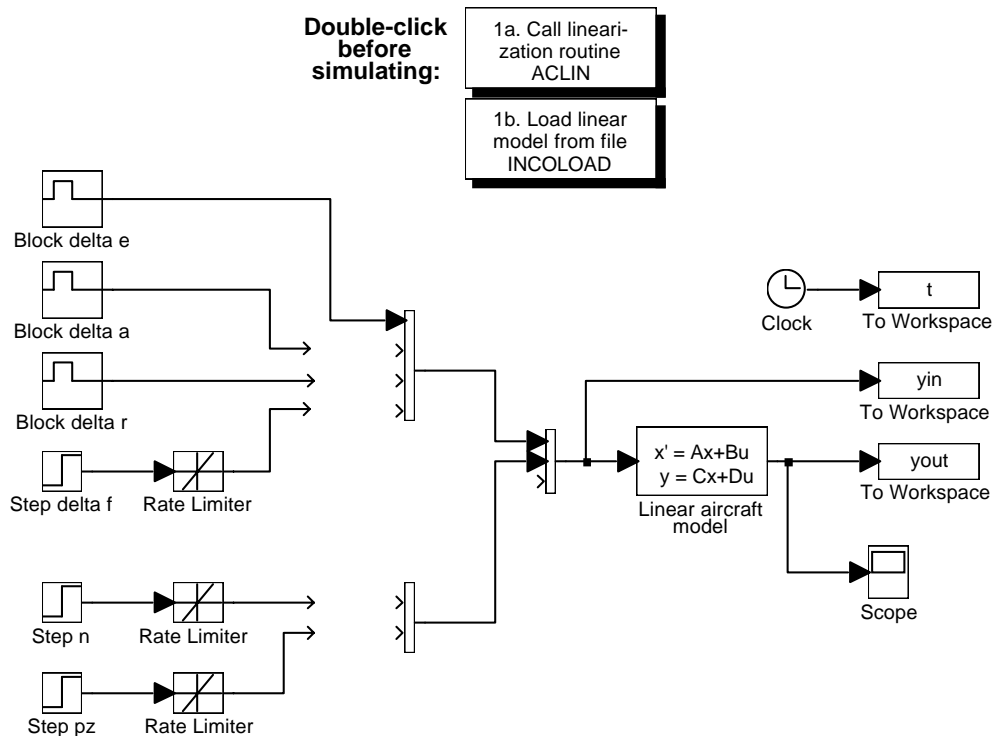 Double-click
before
simulating:
1a. Call lineari-
zation routine
ACLIN
1b. Load linear
model from file
INCOLOAD
Block delta e
Block delta a
Block delta r
Step delta f
Rate Limiter
Step n
Rate Limiter
Step pz
Rate Limiter
x' = Ax+Bu
y = Cx+Du
Linear aircraft
model
Clock
t
To Workspace
yin
To Workspace
yout
To Workspace
Scope